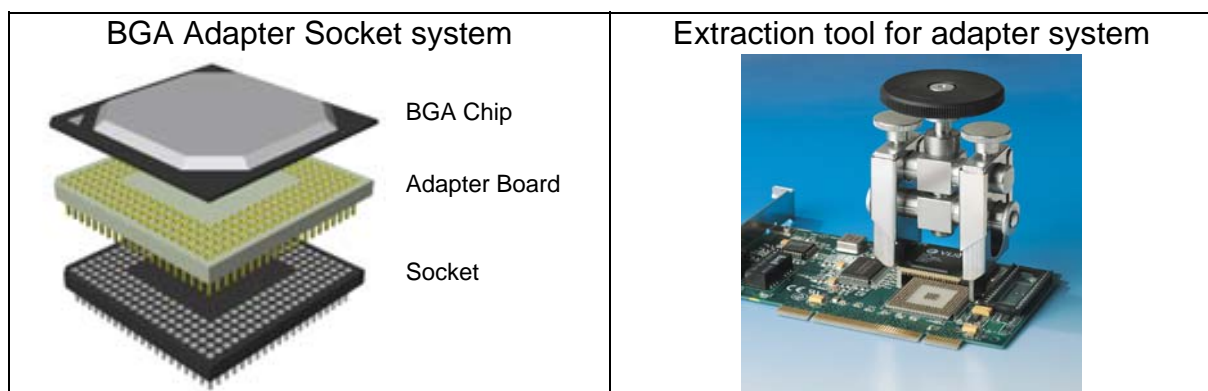 BGA Adapter Socket system
Extraction tool for adapter system
BGA Chip
Adapter Board
Socket